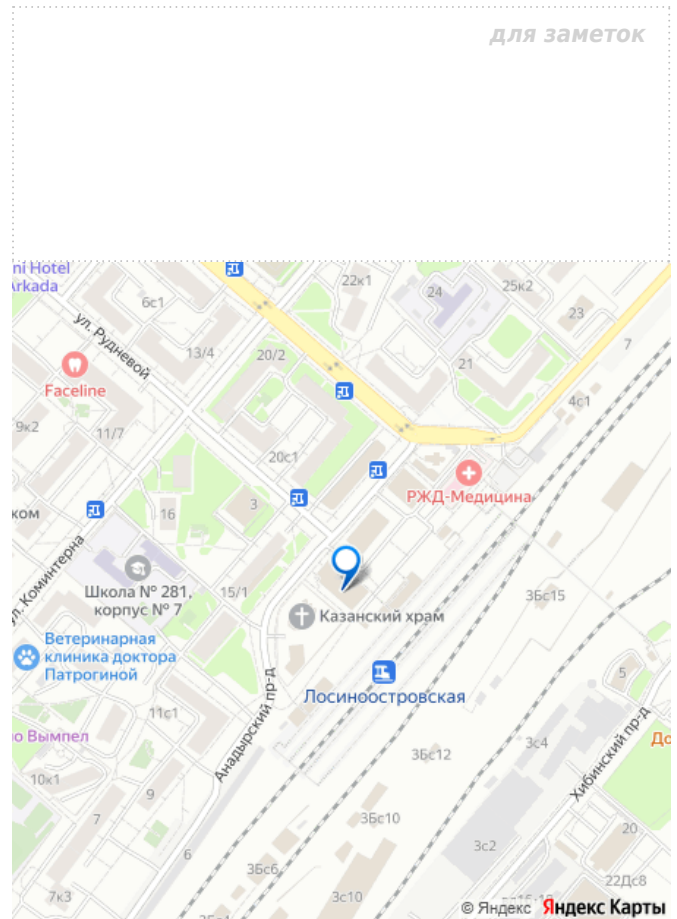 для заметок
ni Hotel
Arkada
22к1
24
25к2
6с1
23
ул. Рудневой
13/4
20/2
7
21
Faceline
4с1
9к2
11/7
20с1
РЖД-Медицина
3
ком
16
ул. Коминтерна
Школа № 281,
корпус № 7
15/1
3Бс15
Казанский храм
Ветеринарная
клиника доктора
Патрогиной
5
Лосиноостровская
11с1
Анадырский пр-д
но Вымпел
3Бс12
3с4
Хибинский пр-д
До
10к1
9
7
3Бс10
20
6
3с2
3Бс6
22Дс8
7к3
3с10
© Яндекс Яндекс Карты